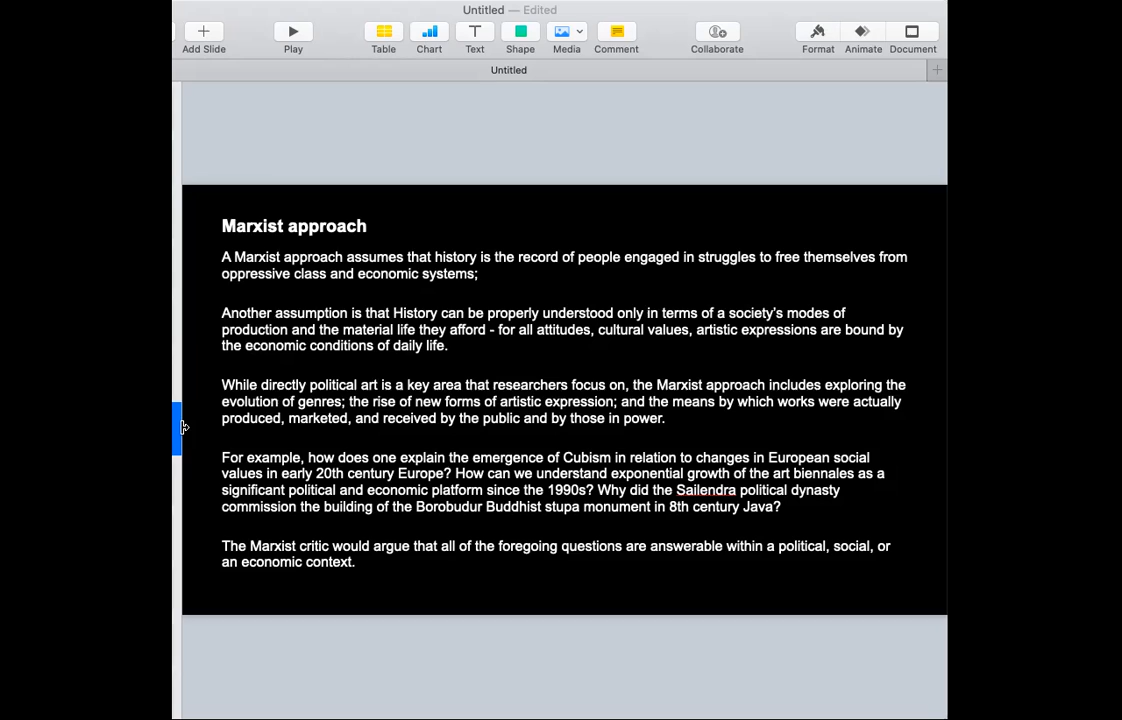 Untitled — Edited
Add Slide
Play
Table
Chart
Text
Shape
Media
Comment
Collaborate
Format
Animate
Document
Untitled
Marxist approach
A Marxist approach assumes that history is the record of people engaged in struggles to free themselves from
oppressive class and economic systems;
Another assumption is that History can be properly understood only in terms of a society’s modes of
production and the material life they afford - for all attitudes, cultural values, artistic expressions are bound by
the economic conditions of daily life.
While directly political art is a key area that researchers focus on, the Marxist approach includes exploring the
evolution of genres; the rise of new forms of artistic expression; and the means by which works were actually
produced, marketed, and received by the public and by those in power.
For example, how does one explain the emergence of Cubism in relation to changes in European social
values in early 20th century Europe? How can we understand exponential growth of the art biennales as a
significant political and economic platform since the 1990s? Why did the Sailendra political dynasty
commission the building of the Borobudur Buddhist stupa monument in 8th century Java?
The Marxist critic would argue that all of the foregoing questions are answerable within a political, social, or
an economic context.